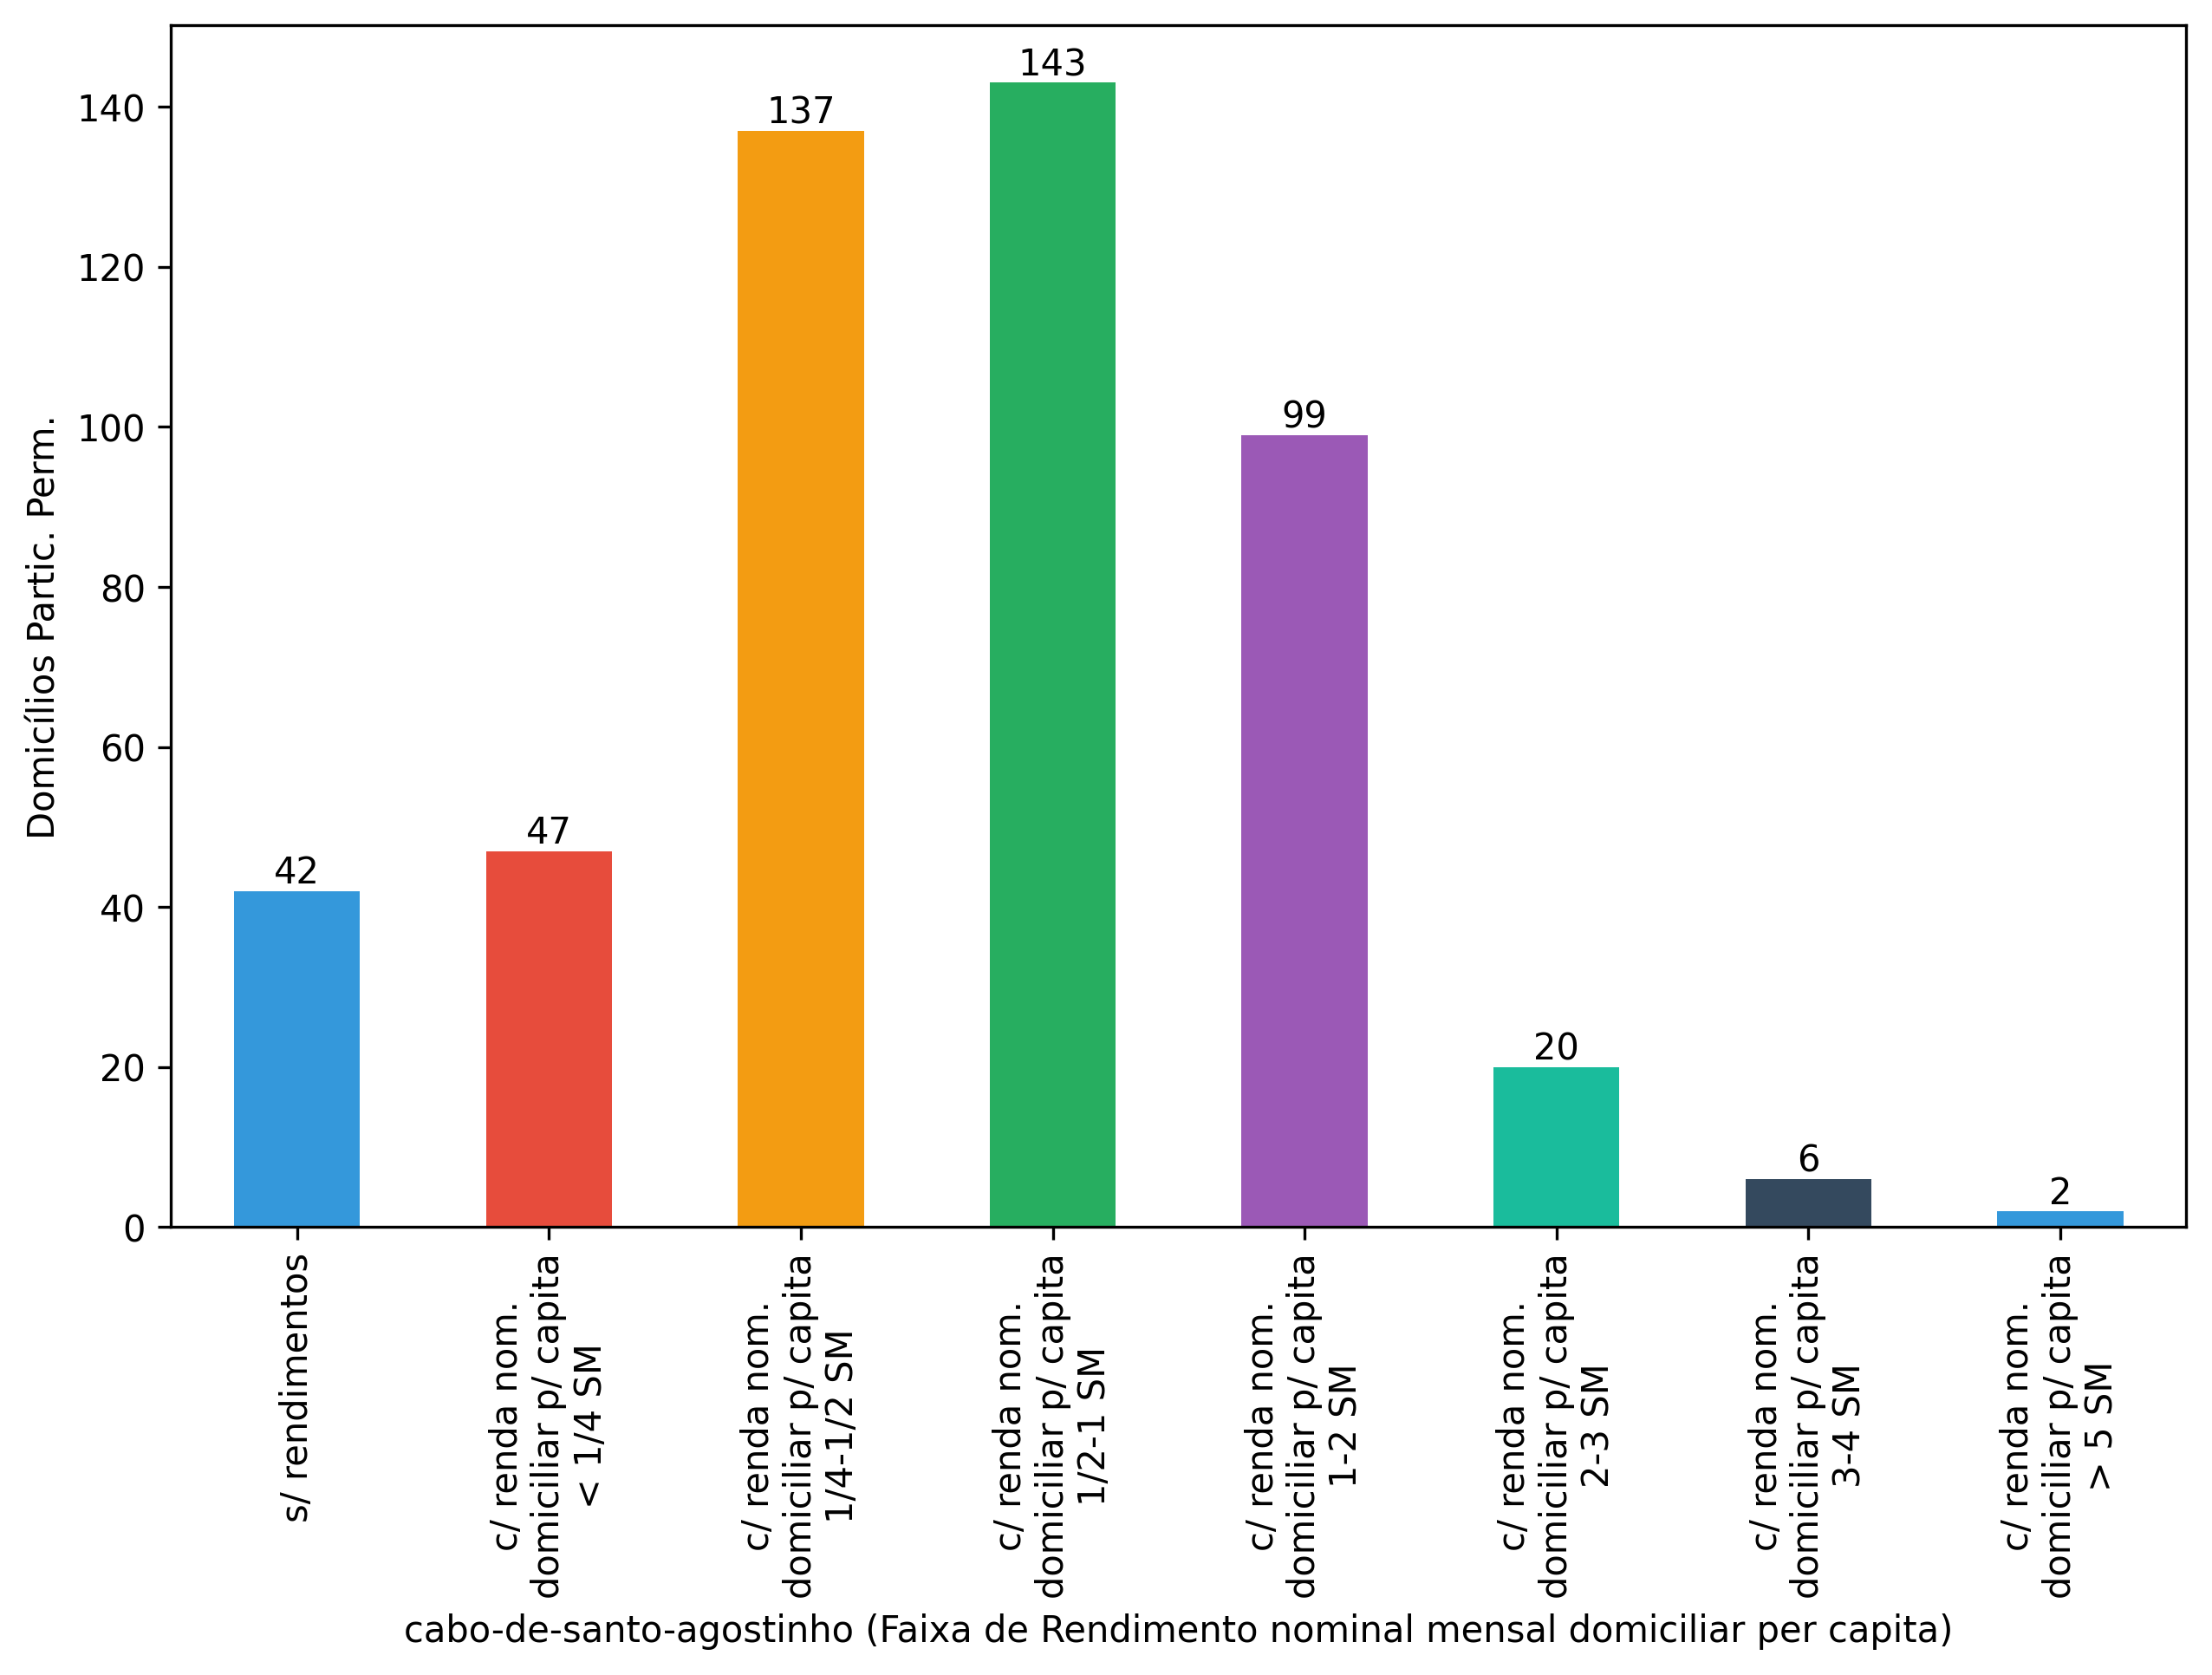 Domicílios Partic. Perm.
140
120
100
80
60
40
20
0
42
47
137
143
99
20
6
2
s/ rendimentos
c/ renda nom.
domiciliar p/ capita
< 1/4 SM
c/ renda nom.
domiciliar p/ capita
1/4-1/2 SM
c/ renda nom.
domiciliar p/ capita
1/2-1 SM
c/ renda nom.
domiciliar p/ capita
1-2 SM
c/ renda nom.
domiciliar p/ capita
2-3 SM
c/ renda nom.
domiciliar p/ capita
3-4 SM
c/ renda nom.
domiciliar p/ capita
> 5 SM
cabo-de-santo-agostinho (Faixa de Rendimento nominal mensal domiciliar per capita)